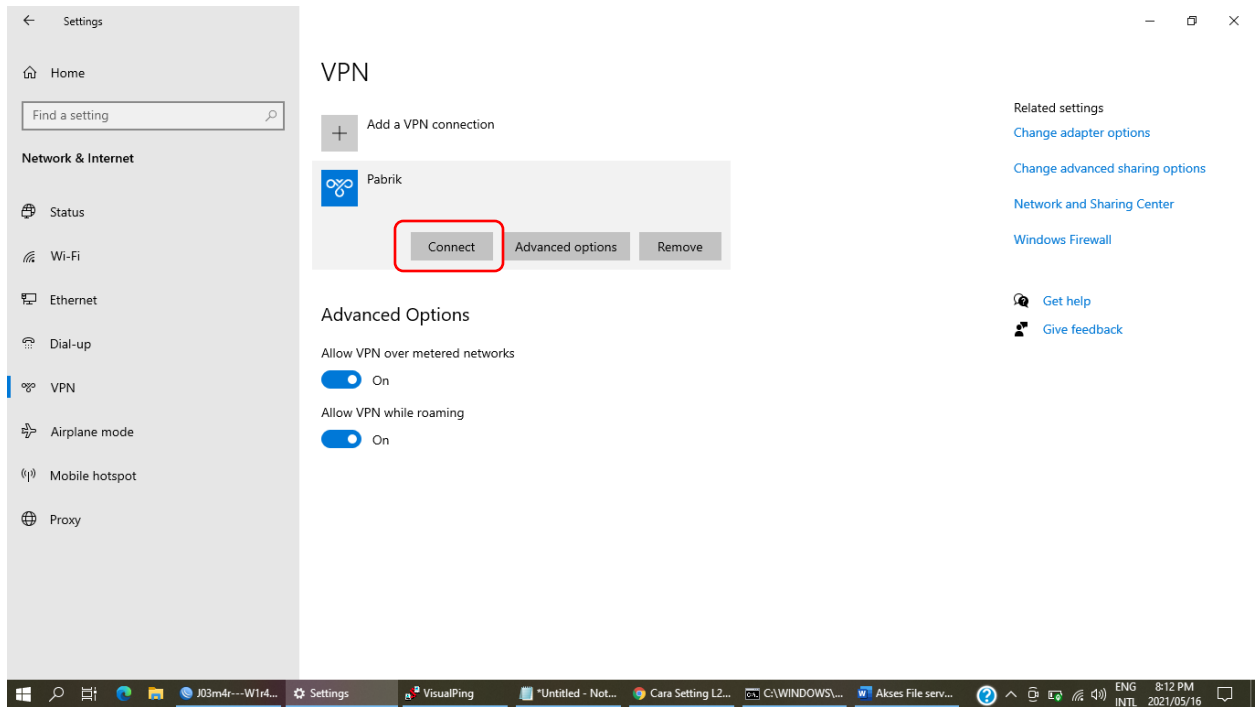 Settings
Home
Find a setting
Network & Internet
Status
Wi-Fi
Ethernet
Dial-up
VPN
Airplane mode
Mobile hotspot
Proxy
VPN
Add a VPN connection
Pabrik
Connect
Advanced options
Remove
Advanced Options
Allow VPN over metered networks
On
Allow VPN while roaming
On
Related settings
Change adapter options
Change advanced sharing options
Network and Sharing Center
Windows Firewall
Get help
Give feedback
J03m4r---W1r4...
Settings
VisualPing
*Untitled - Not...
Cara Setting L2...
C:\WINDOWS\...
Akses File serv...
ENG
INTL
8:12 PM
2021/05/16